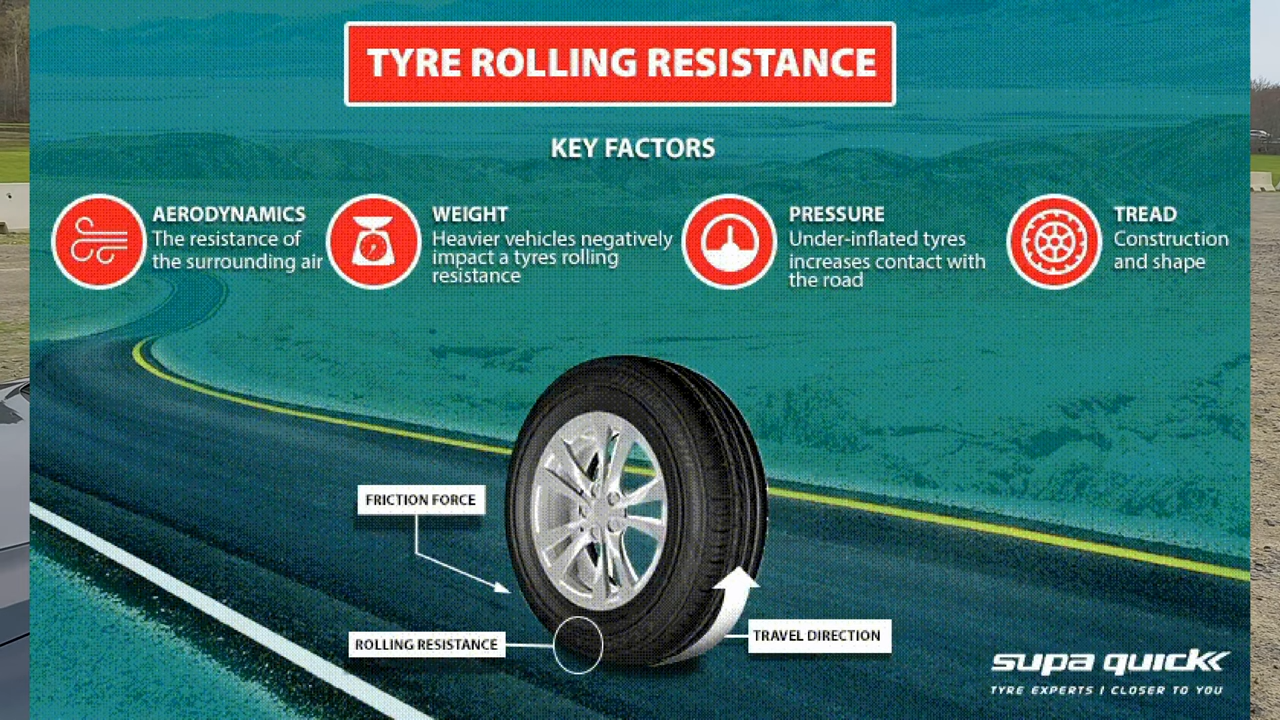 TYRE ROLLING RESISTANCE
KEY FACTORS
AERODYNAMICS
The resistance of
the surrounding air
WEIGHT
Heavier vehicles negatively
impact a tyres rolling
resistance
PRESSURE
Under-inflated tyres
increases contact with
the road
TREAD
Construction
and shape
FRICTION FORCE
ROLLING RESISTANCE
TRAVEL DIRECTION
supa quick
TYRE EXPERTS | CLOSER TO YOU